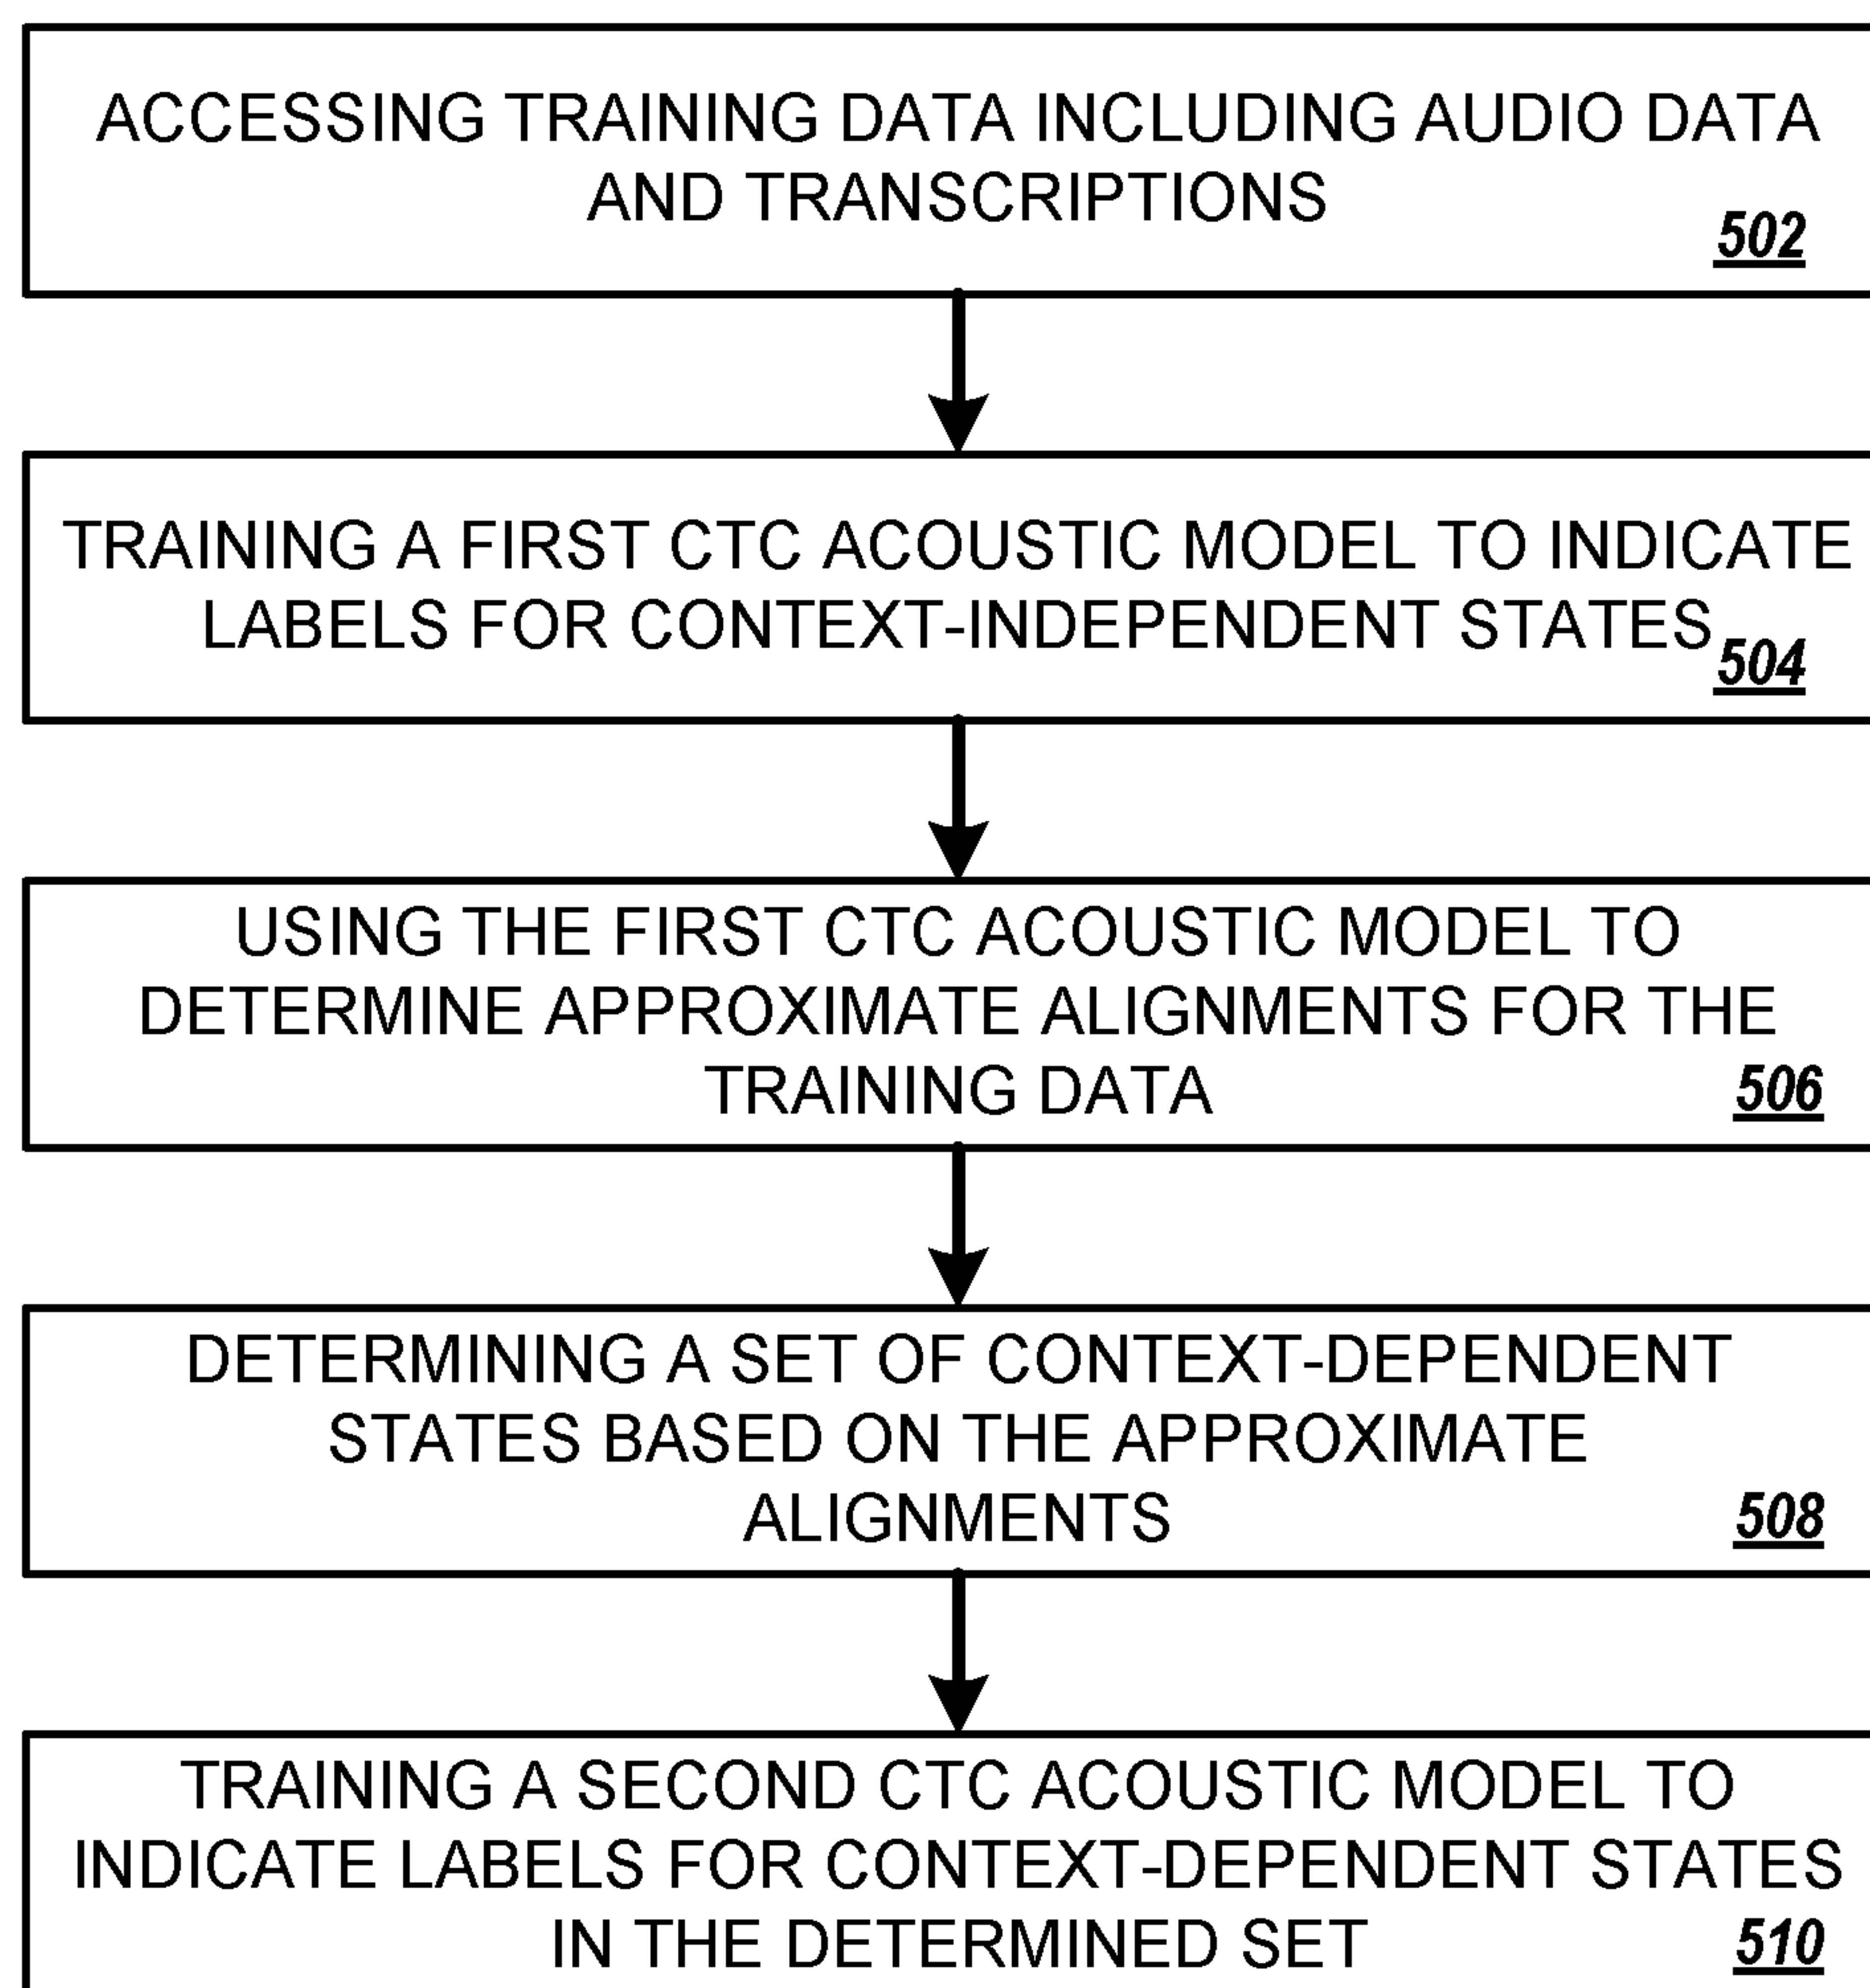 ACCESSING TRAINING DATA INCLUDING AUDIO DATA
AND TRANSCRIPTIONS
502
TRAINING A FIRST CTC ACOUSTIC MODEL TO INDICATE
LABELS FOR CONTEXT-INDEPENDENT STATES
504
USING THE FIRST CTC ACOUSTIC MODEL TO
DETERMINE APPROXIMATE ALIGNMENTS FOR THE
TRAINING DATA
506
DETERMINING A SET OF CONTEXT-DEPENDENT
STATES BASED ON THE APPROXIMATE
ALIGNMENTS
508
TRAINING A SECOND CTC ACOUSTIC MODEL TO
INDICATE LABELS FOR CONTEXT-DEPENDENT STATES
IN THE DETERMINED SET
510